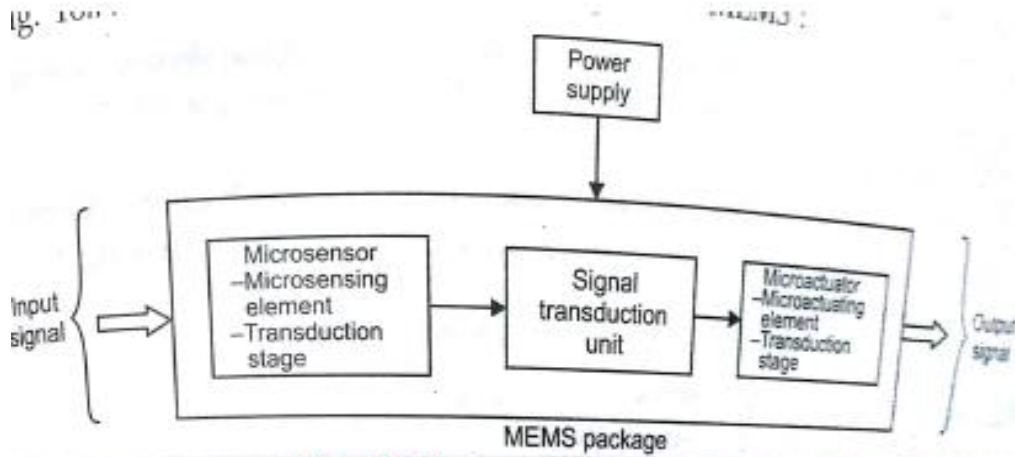 MEMS :
Power
supply
Input
signal
Microsensor
–Microsensing
element
–Transduction
stage
Signal
transduction
unit
Microactuator
–Microactuating
element
–Transduction
stage
Output
signal
MEMS package